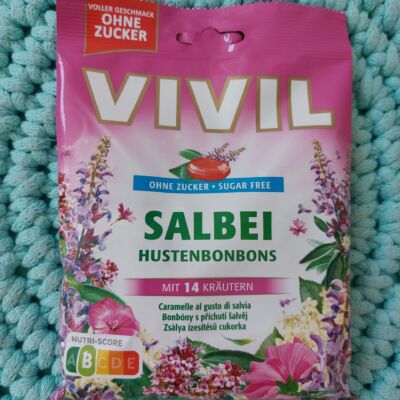 VOLLER GESCHMACK
OHNE
ZUCKER
VIVIL
OHNE ZUCKER • SUGAR FREE
SALBEI
HUSTENBONBONS
MIT 14 KRÄUTERN
Caramelle al gusto di salvia
Bonbóny s příchutí Šalvěj
Zsálya ízesítésű cukorka
NUTRI-SCORE
A B C D E